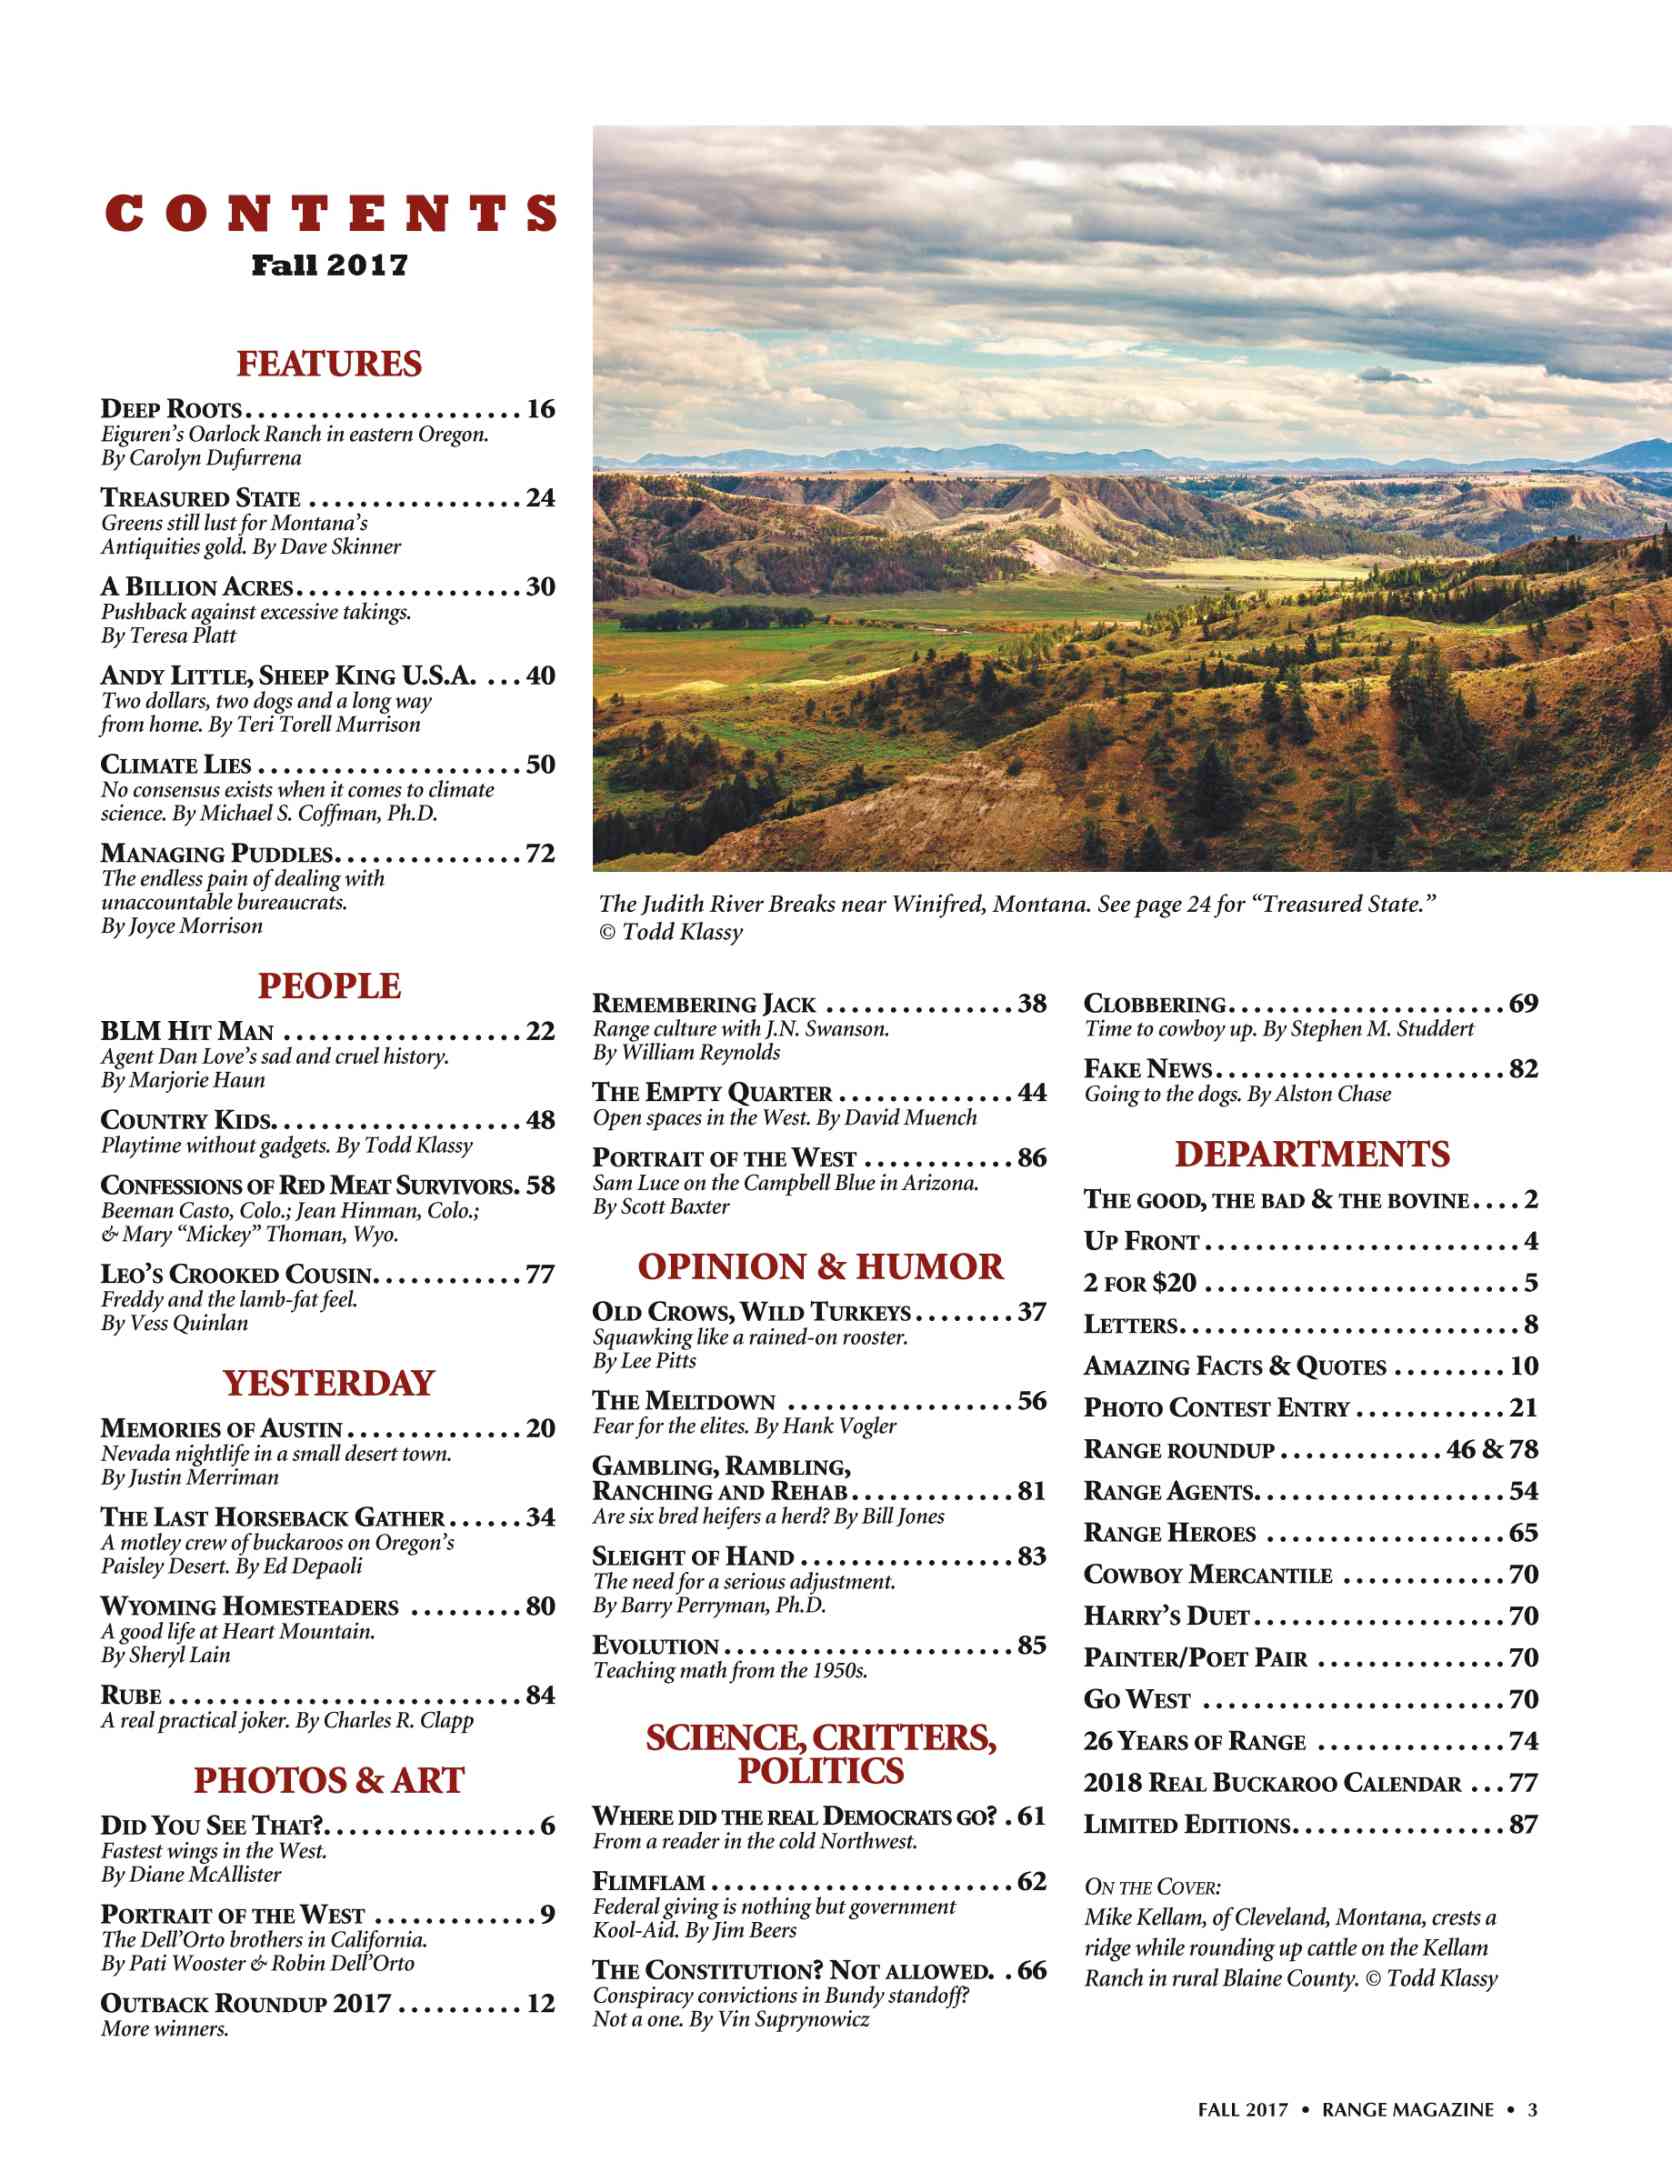 CONTENTS
Fall 2017
FEATURES
DEEP ROOTS......................16
Eiguren's Oarlock Ranch in eastern Oregon.
By Carolyn Dufurrena
TREASURED STATE .................24
Greens still lust for Montana's
Antiquities gold. By Dave Skinner
A BILLION ACRES..................30
Pushback against excessive takings.
By Teresa Platt
ANDY LITTLE, SHEEP KING U.S.A. ...40
Two dollars, two dogs and a long way
from home. By Teri Torell Murrison
CLIMATE LIES .....................50
No consensus exists when it comes to climate
science. By Michael S. Coffman, Ph.D.
MANAGING PUDDLES...............72
The endless pain of dealing with
unaccountable bureaucrats.
By Joyce Morrison
PEOPLE
BLM HIT MAN ...................22
Agent Dan Love's sad and cruel history.
By Marjorie Haun
COUNTRY KIDS....................48
Playtime without gadgets. By Todd Klassy
CONFESSIONS OF RED MEAT SURVIVORS. 58
Beeman Casto, Colo.; Jean Hinman, Colo.;
& Mary "Mickey" Thoman, Wyo.
LEO'S CROOKED COUSIN............77
Freddy and the lamb-fat feel.
By Vess Quinlan
YESTERDAY
MEMORIES OF AUSTIN..............20
Nevada nightlife in a small desert town.
By Justin Merriman
THE LAST HORSEBACK GATHER......34
A motley crew of buckaroos on Oregon's
Paisley Desert. By Ed Depaoli
WYOMING HOMESTEADERS .........80
A good life at Heart Mountain.
By Sheryl Lain
RUBE ............................84
A real practical joker. By Charles R. Clapp
PHOTOS & ART
DID YOU SEE THAT?.................6
Fastest wings in the West.
By Diane McAllister
PORTRAIT OF THE WEST .............9
The Dell'Orto brothers in California.
By Pati Wooster & Robin Dell'Orto
OUTBACK ROUNDUP 2017..........12
More winners.
The Judith River Breaks near Winifred, Montana. See page 24 for "Treasured State."
© Todd Klassy
REMEMBERING JACK ...............38
Range culture with J.N. Swanson.
By William Reynolds
THE EMPTY QUARTER..............44
Open spaces in the West. By David Muench
PORTRAIT OF THE WEST............86
Sam Luce on the Campbell Blue in Arizona.
By Scott Baxter
OPINION & HUMOR
OLD CROWS, WILD TURKEYS........37
Squawking like a rained-on rooster.
By Lee Pitts
THE MELTDOWN ..................56
Fear for the elites. By Hank Vogler
GAMBLING, RAMBLING,
RANCHING AND REHAB.............81
Are six bred heifers a herd? By Bill Jones
SLEIGHT OF HAND.................83
The need for a serious adjustment.
By Barry Perryman, Ph.D.
EVOLUTION.......................85
Teaching math from the 1950s.
SCIENCE, CRITTERS,
POLITICS
WHERE DID THE REAL DEMOCRATS GO? .61
From a reader in the cold Northwest.
FLIMFLAM........................62
Federal giving is nothing but government
Kool-Aid. By Jim Beers
THE CONSTITUTION? NOT ALLOWED. .66
Conspiracy convictions in Bundy standoff?
Not a one. By Vin Suprynowicz
CLOBBERING......................69
Time to cowboy up. By Stephen M. Studdert
FAKE NEWS.......................82
Going to the dogs. By Alston Chase
DEPARTMENTS
THE GOOD, THE BAD & THE BOVINE....2
UP FRONT.........................4
2 FOR $20 .........................5
LETTERS...........................8
AMAZING FACTS & QUOTES .........10
PHOTO CONTEST ENTRY............21
RANGE ROUNDUP.............46 & 78
RANGE AGENTS....................54
RANGE HEROES ...................65
COWBOY MERCANTILE .............70
HARRY'S DUET....................70
PAINTER/POET PAIR ...............70
GO WEST ........................70
26 YEARS OF RANGE ...............74
2018 REAL BUCKAROO CALENDAR ...77
LIMITED EDITIONS.................87
ON THE COVER:
Mike Kellam, of Cleveland, Montana, crests a
ridge while rounding up cattle on the Kellam
Ranch in rural Blaine County. © Todd Klassy
FALL 2017 • RANGE MAGAZINE • 3